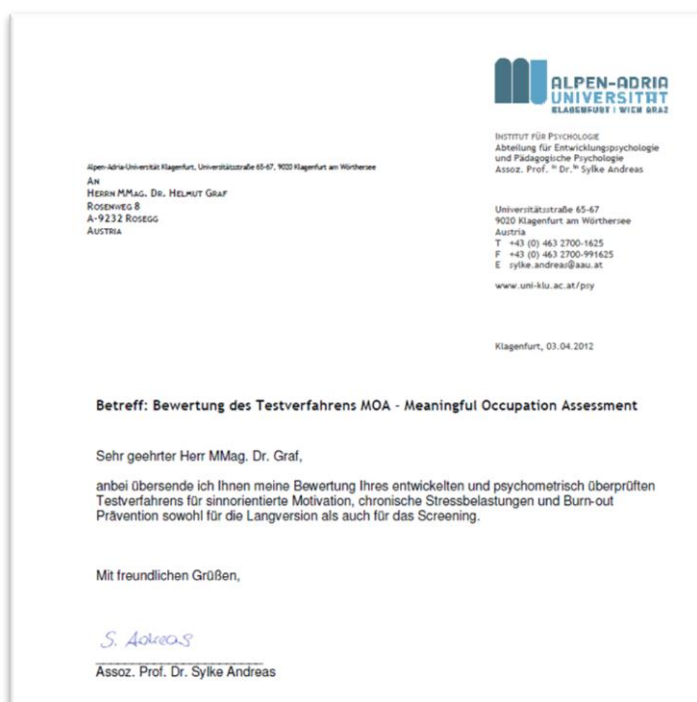 ALPEN-ADRIA
UNIVERSITÄT
KLAGENFURT | WIEN GRAZ
INSTITUT FÜR PSYCHOLOGIE
Abteilung für Entwicklungspsychologie
und Pädagogische Psychologie
Assoz. Prof. ⁱⁿ Dr.ⁱⁿ Sylke Andreas
Alpen-Adria-Universität Klagenfurt, Universitätsstraße 65-67, 9020 Klagenfurt am Wörthersee
AN
HERRN MMAG. DR. HELMUT GRAF
ROSENWEG 8
A-9232 ROSEGG
AUSTRIA
Universitätsstraße 65-67
9020 Klagenfurt am Wörthersee
Austria
T +43 (0) 463 2700-1625
F +43 (0) 463 2700-991625
E sylke.andreas@aau.at
www.uni-klu.ac.at/psy
Klagenfurt, 03.04.2012
Betreff: Bewertung des Testverfahrens MOA - Meaningful Occupation Assessment
Sehr geehrter Herr MMag. Dr. Graf,
anbei übersende ich Ihnen meine Bewertung Ihres entwickelten und psychometrisch überprüften
Testverfahrens für sinnorientierte Motivation, chronische Stressbelastungen und Burn-out
Prävention sowohl für die Langversion als auch für das Screening.
Mit freundlichen Grüßen,
S. Andreas
Assoz. Prof. Dr. Sylke Andreas